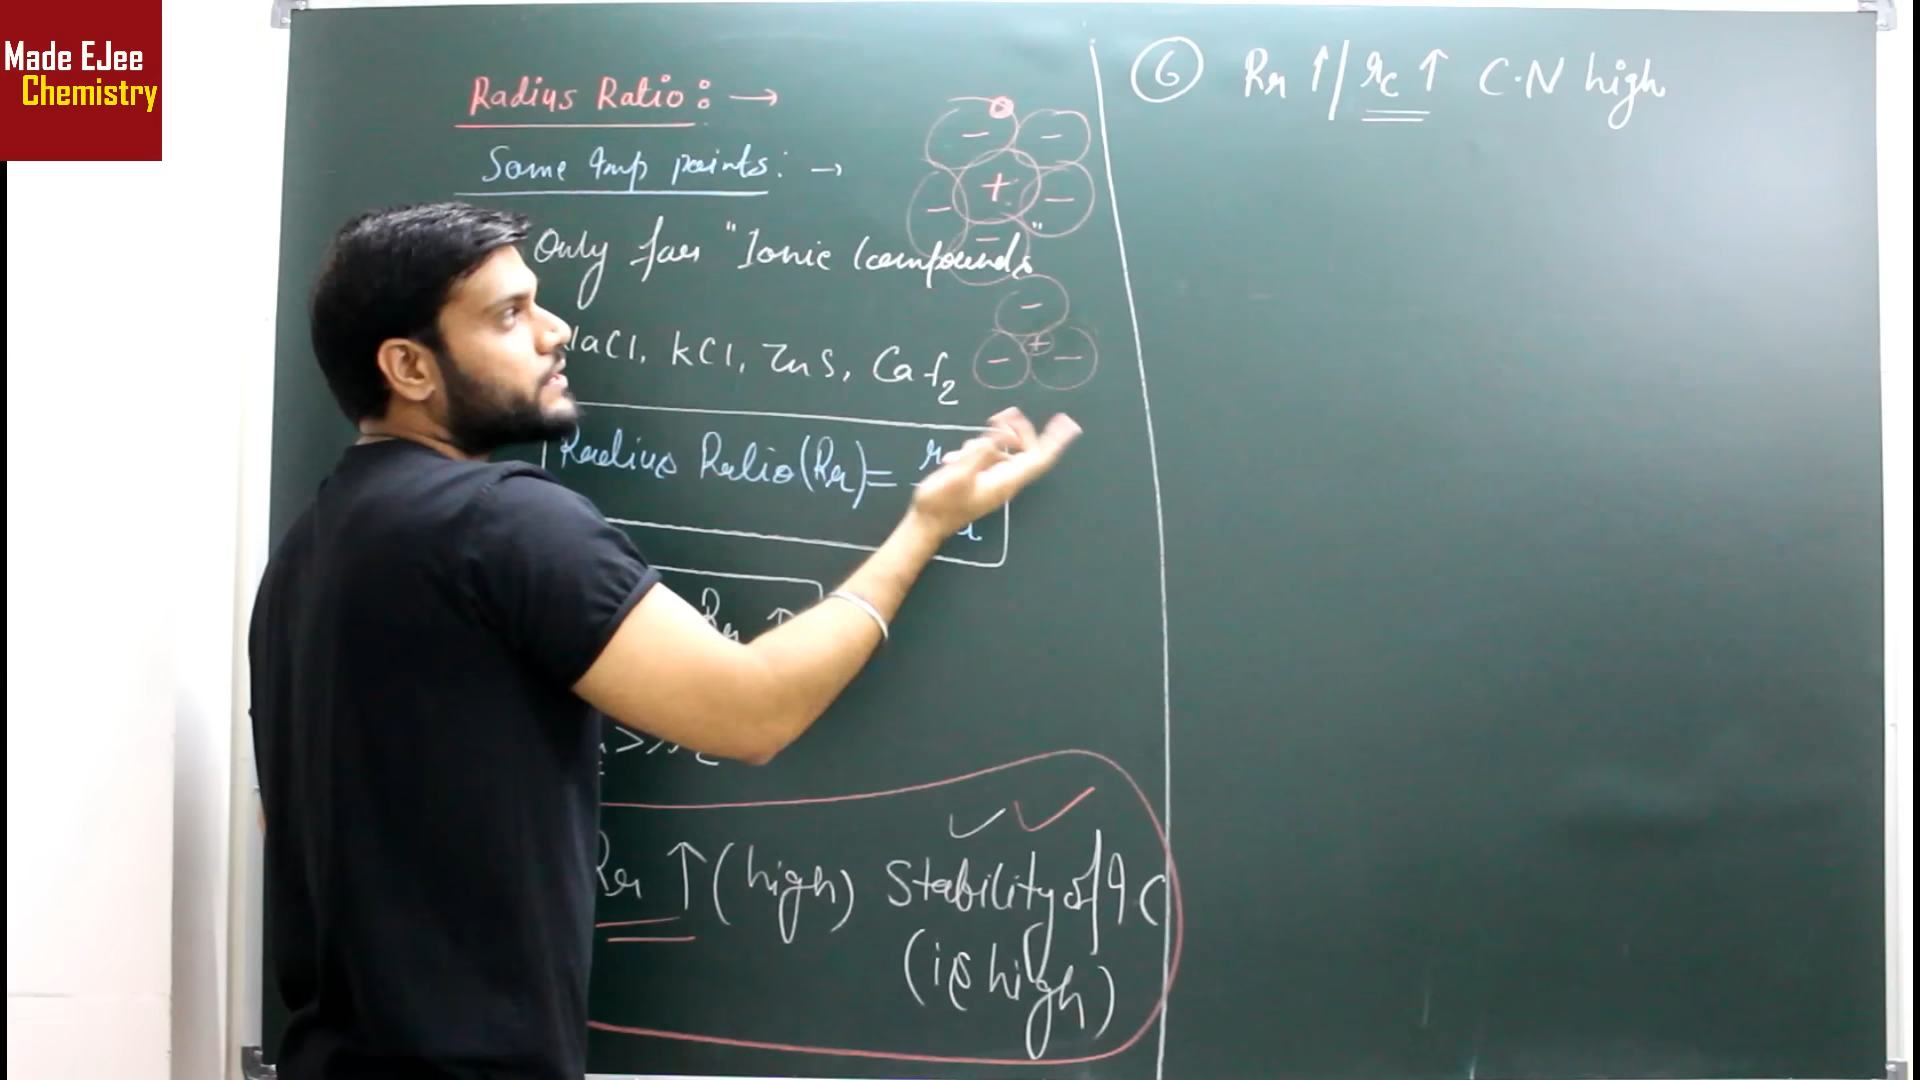 Made EJee
Chemistry
Radius Ratio: →
Some Imp points: →
Only for "Ionic Compounds"
NaCl, KCl, ZnS, CaF2
Radius Ratio (Rr) =
Rr ↑
>>
Rr ↑ (high) Stability of I C
(is high)
- -
- + -
-
-
- + -
6 Rr ↑ / rc ↑ C.N high